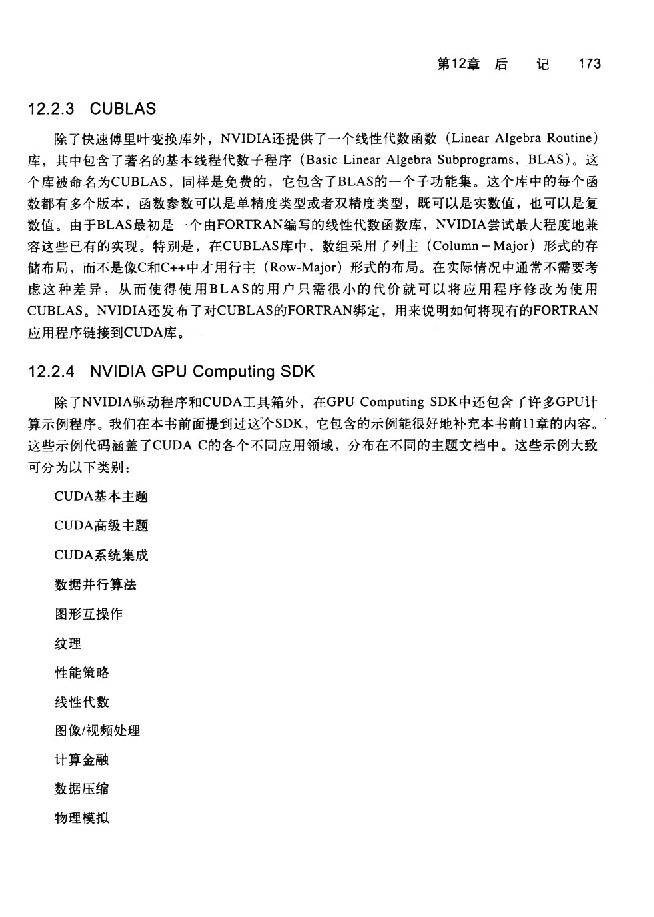 第12章 后 记 173
12.2.3 CUBLAS
除了快速傅里叶变换库外，NVIDIA还提供了一个线性代数函数（Linear Algebra Routine）
库，其中包含了著名的基本线程代数子程序（Basic Linear Algebra Subprograms，BLAS）。这
个库被命名为CUBLAS，同样是免费的，它包含了BLAS的一个子功能集。这个库中的每个函
数都有多个版本，函数参数可以是单精度类型或者双精度类型，既可以是实数值，也可以是复
数值。由于BLAS最初是一个由FORTRAN编写的线性代数函数库，NVIDIA尝试最大程度地兼
容这些已有的实现。特别是，在CUBLAS库中，数组采用了列主（Column－Major）形式的存
储布局，而不是像C和C++中才用行主（Row-Major）形式的布局。在实际情况中通常不需要考
虑这种差异，从而使得使用BLAS的用户只需很小的代价就可以将应用程序修改为使用
CUBLAS。NVIDIA还发布了对CUBLAS的FORTRAN绑定，用来说明如何将现有的FORTRAN
应用程序链接到CUDA库。
12.2.4 NVIDIA GPU Computing SDK
除了NVIDIA驱动程序和CUDA工具箱外，在GPU Computing SDK中还包含了许多GPU计
算示例程序。我们在本书前面提到过这个SDK，它包含的示例能很好地补充本书前11章的内容。
这些示例代码涵盖了CUDA C的各个不同应用领域，分布在不同的主题文档中。这些示例大致
可分为以下类别：
CUDA基本主题
CUDA高级主题
CUDA系统集成
数据并行算法
图形互操作
纹理
性能策略
线性代数
图像/视频处理
计算金融
数据压缩
物理模拟